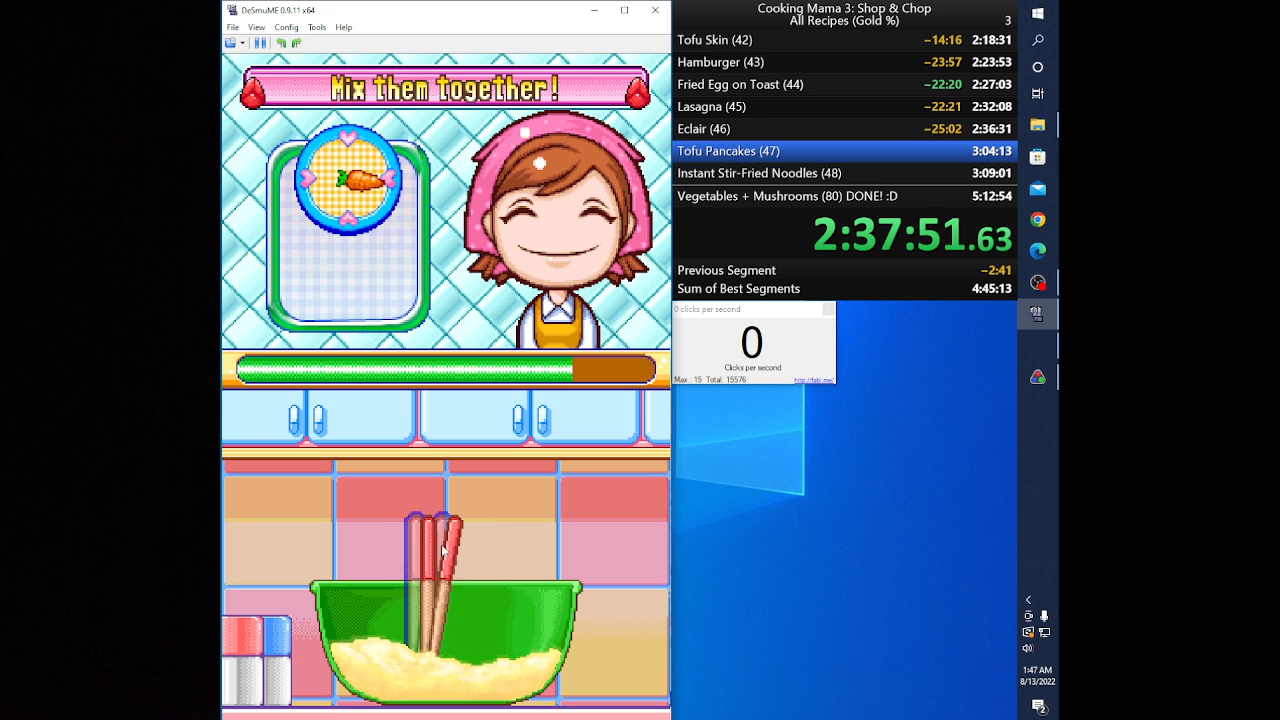 DeSmuME 0.9.11 x64
File View Config Tools Help
Mix them together!
Cooking Mama 3: Shop & Chop
All Recipes (Gold %)
3
Tofu Skin (42) −14:16 2:18:31
Hamburger (43) −23:57 2:23:53
Fried Egg on Toast (44) −22:20 2:27:03
Lasagna (45) −22:21 2:32:08
Eclair (46) −25:02 2:36:31
Tofu Pancakes (47) 3:04:13
Instant Stir-Fried Noodles (48) 3:09:01
Vegetables + Mushrooms (80) DONE! :D 5:12:54
2:37:51.63
Previous Segment −2:41
Sum of Best Segments 4:45:13
0 clicks per second
0
Clicks per second
Max.: 15 Total: 15576 http://fabi.me/
1:47 AM
8/13/2022
2